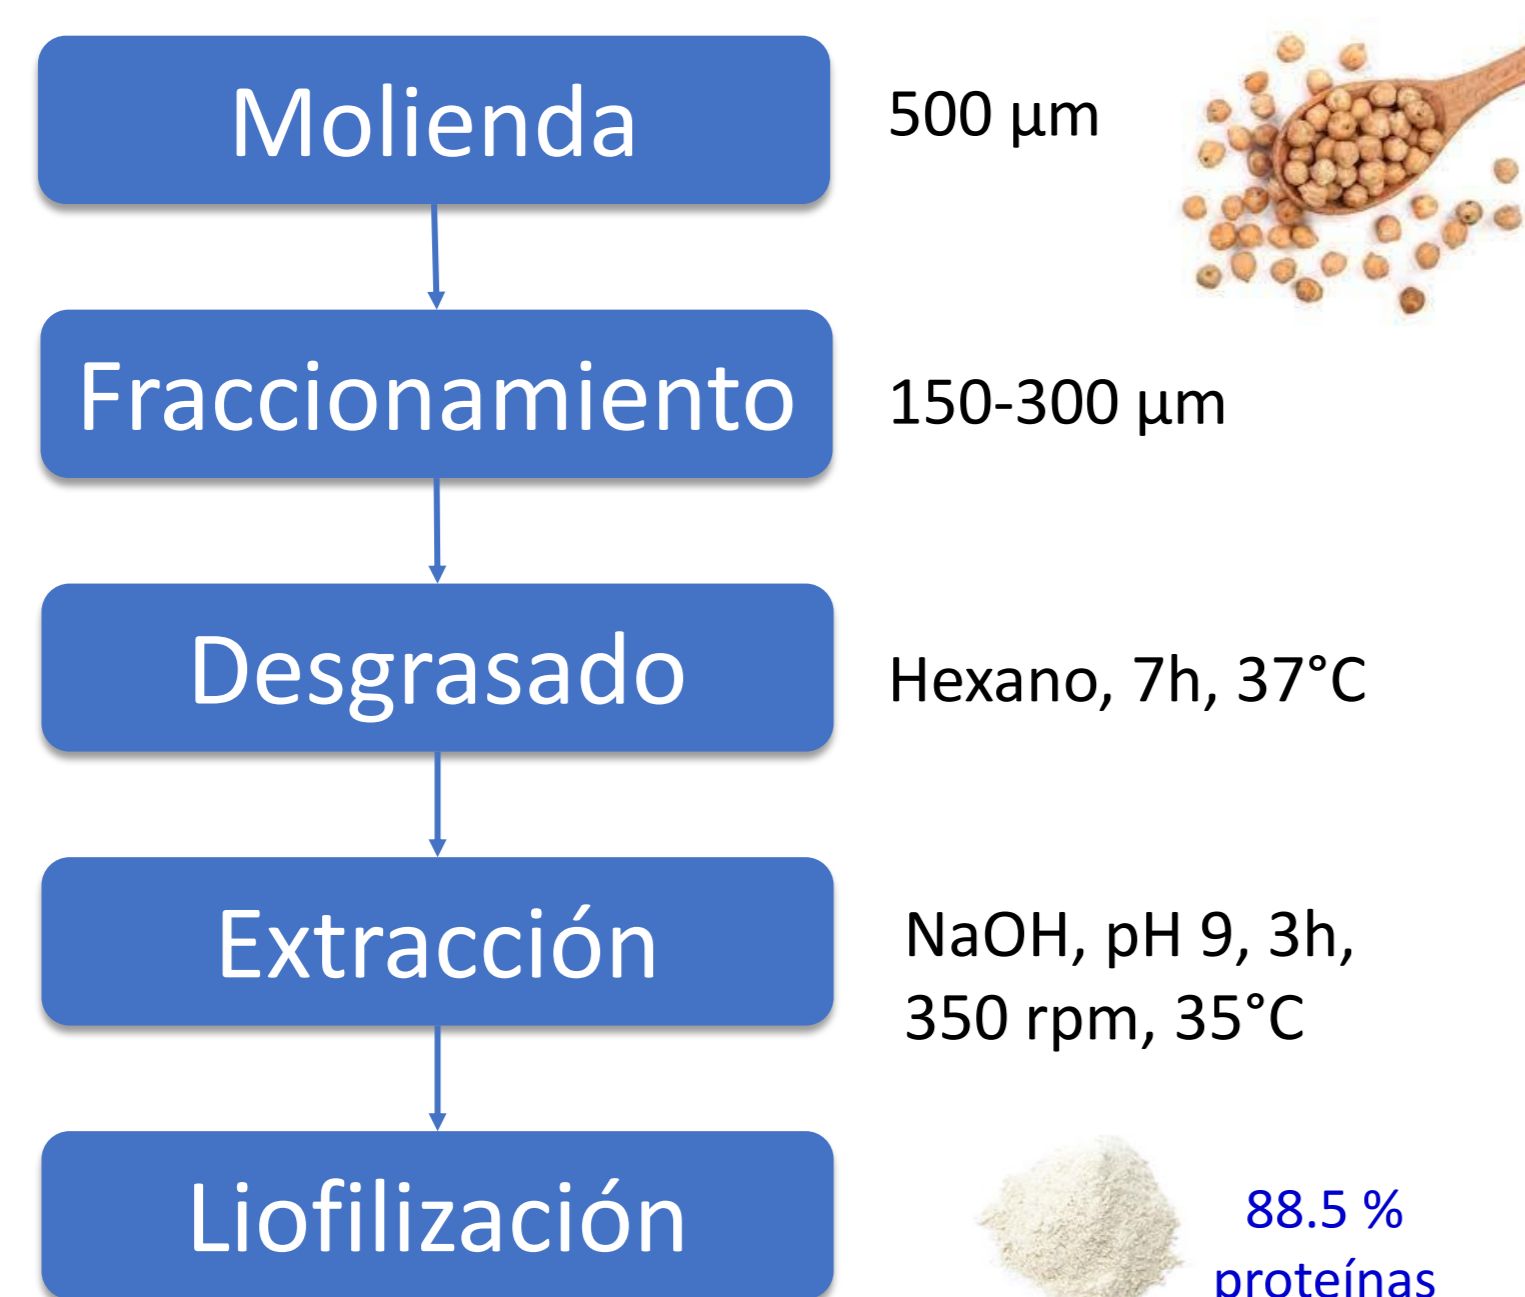 Molienda
500 µm
Fraccionamiento
150-300 µm
Desgrasado
Hexano, 7h, 37°C
Extracción
NaOH, pH 9, 3h,
350 rpm, 35°C
Liofilización
88.5 %
proteínas